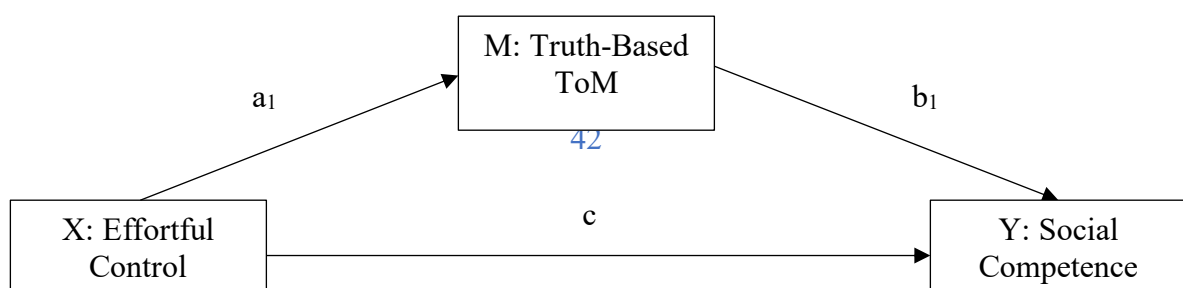 M: Truth-Based
ToM
a₁
b₁
42
c
X: Effortful
Control
Y: Social
Competence